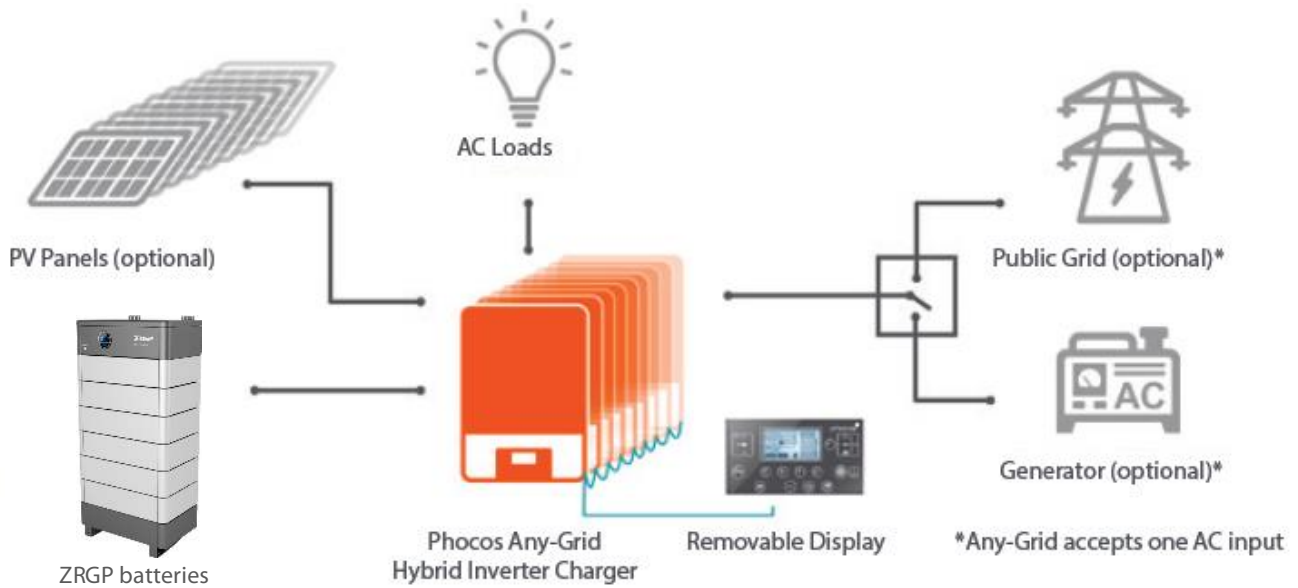 AC Loads
PV Panels (optional)
Public Grid (optional)*
AC
Generator (optional)*
Phocos Any-Grid
Hybrid Inverter Charger
Removable Display
*Any-Grid accepts one AC input
ZRGP batteries